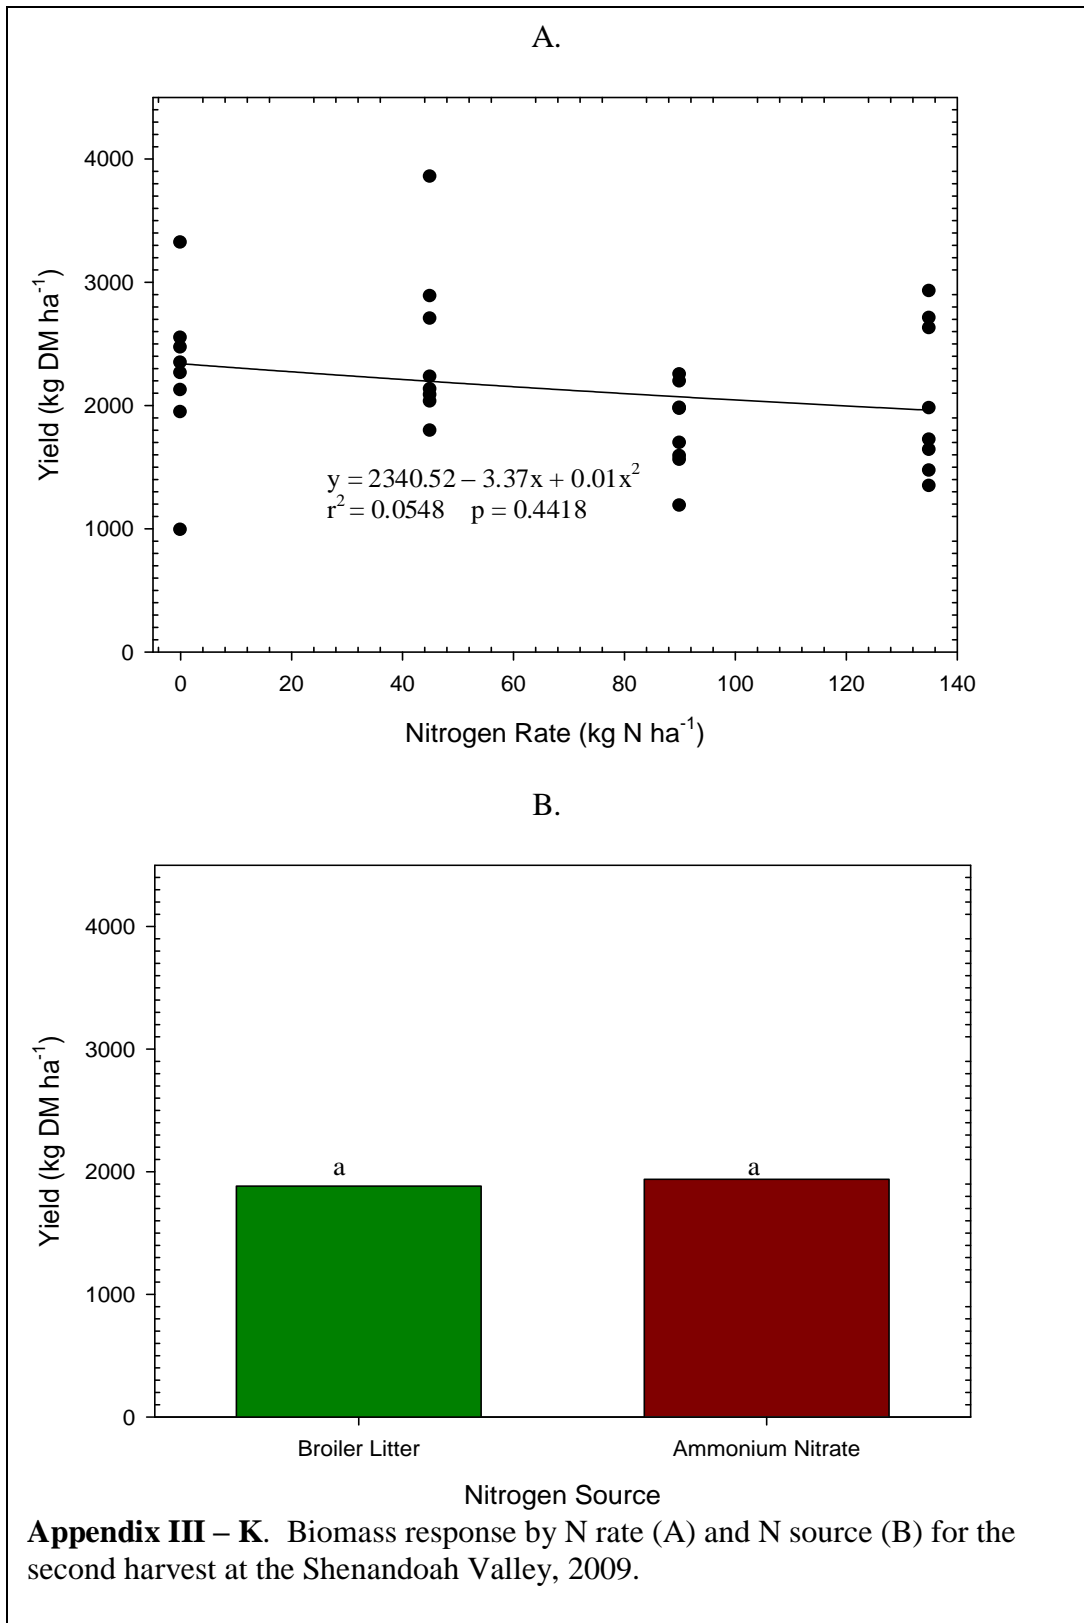 A.
4000
3000
2000
1000
0
Yield (kg DM ha⁻¹)
y = 2340.52 – 3.37x + 0.01x²
r² = 0.0548 p = 0.4418
0 20 40 60 80 100 120 140
Nitrogen Rate (kg N ha⁻¹)
B.
4000
3000
2000
1000
0
Yield (kg DM ha⁻¹)
a a
Broiler Litter Ammonium Nitrate
Nitrogen Source
Appendix III – K. Biomass response by N rate (A) and N source (B) for the
second harvest at the Shenandoah Valley, 2009.